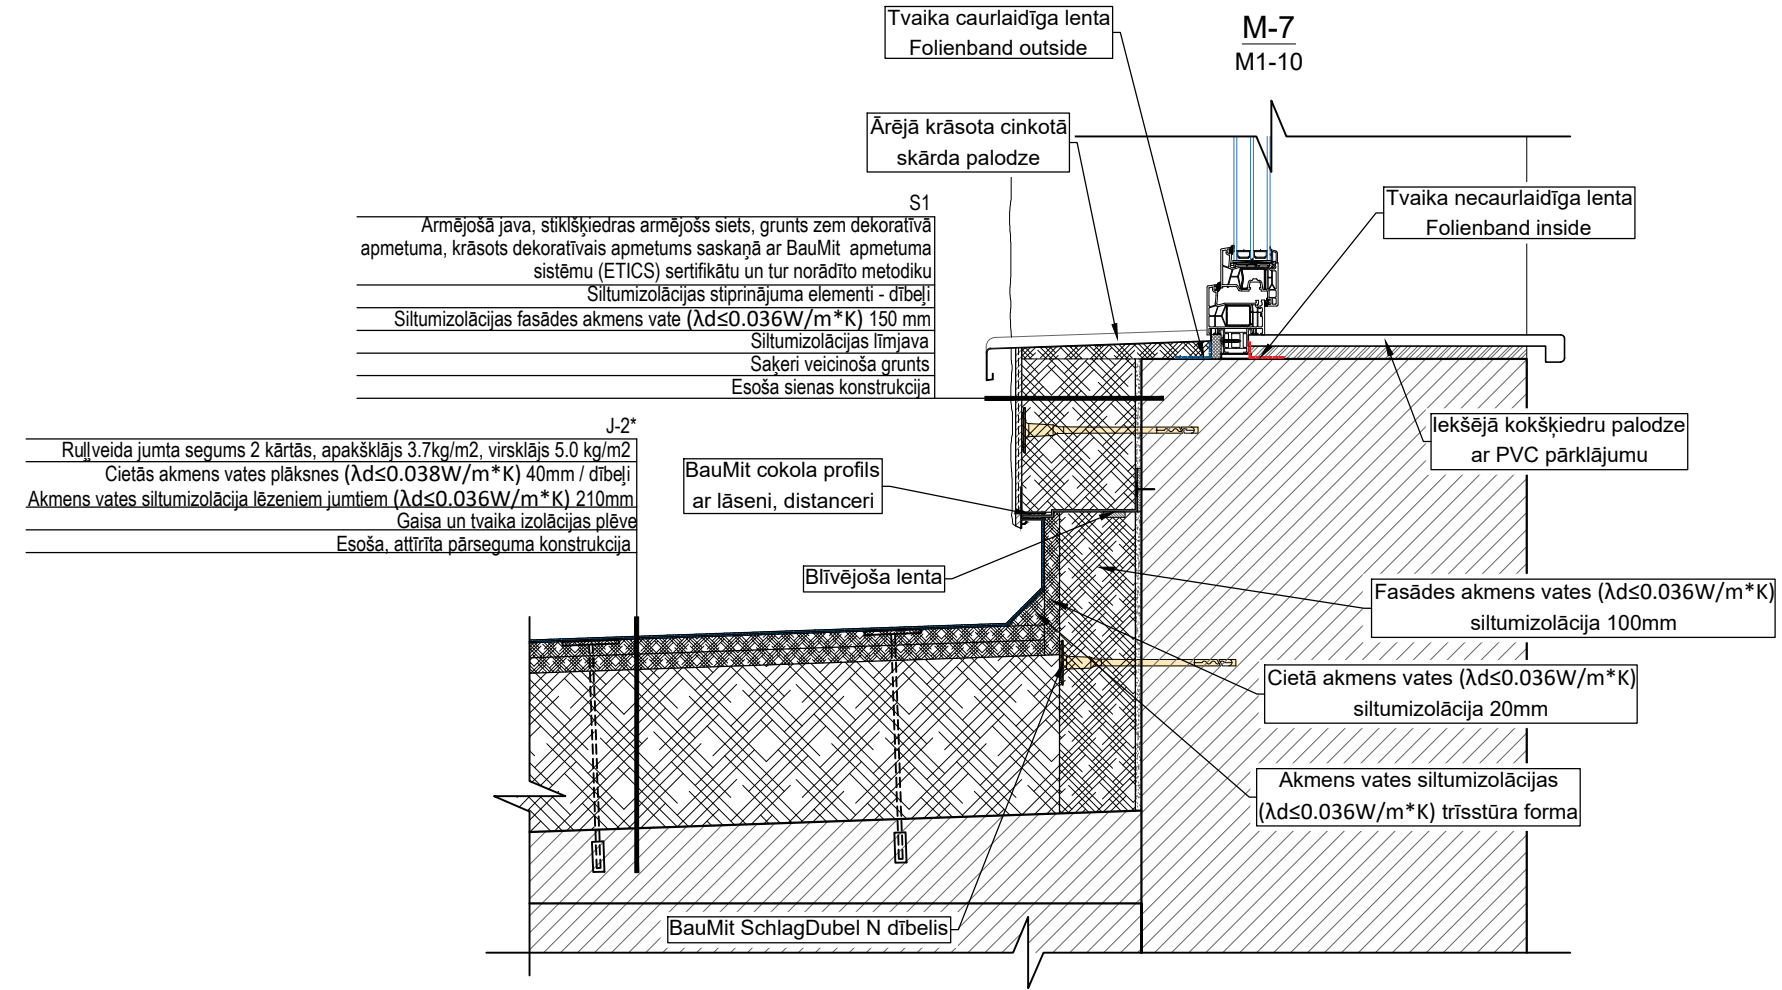 Tvaika caurlaidīga lenta
Folienband outside
M-7
M1-10
Ārējā krāsota cinkotā
skārda palodze
Tvaika necaurlaidīga lenta
Folienband inside
S1
Armējošā java, stiklšķiedras armējošs siets, grunts zem dekoratīvā
apmetuma, krāsots dekoratīvais apmetums saskaņā ar BauMit apmetuma
sistēmu (ETICS) sertifikātu un tur norādīto metodiku
Siltumizolācijas stiprinājuma elementi - dībeļi
Siltumizolācijas fasādes akmens vate (λd≤0.036W/m*K) 150 mm
Siltumizolācijas līmjava
Saķeri veicinoša grunts
Esoša sienas konstrukcija
J-2*
Ruļļveida jumta segums 2 kārtās, apakšklājs 3.7kg/m2, virsklājs 5.0 kg/m2
Cietās akmens vates plāksnes (λd≤0.038W/m*K) 40mm / dībeļi
Akmens vates siltumizolācija lēzeniem jumtiem (λd≤0.036W/m*K) 210mm
Gaisa un tvaika izolācijas plēve
Esoša, attīrīta pārseguma konstrukcija
Iekšējā kokšķiedru palodze
ar PVC pārklājumu
BauMit cokola profils
ar lāseni, distanceri
Blīvējoša lenta
Fasādes akmens vates (λd≤0.036W/m*K)
siltumizolācija 100mm
Cietā akmens vates (λd≤0.036W/m*K)
siltumizolācija 20mm
Akmens vates siltumizolācijas
(λd≤0.036W/m*K) trīsstūra forma
BauMit SchlagDubel N dībelis